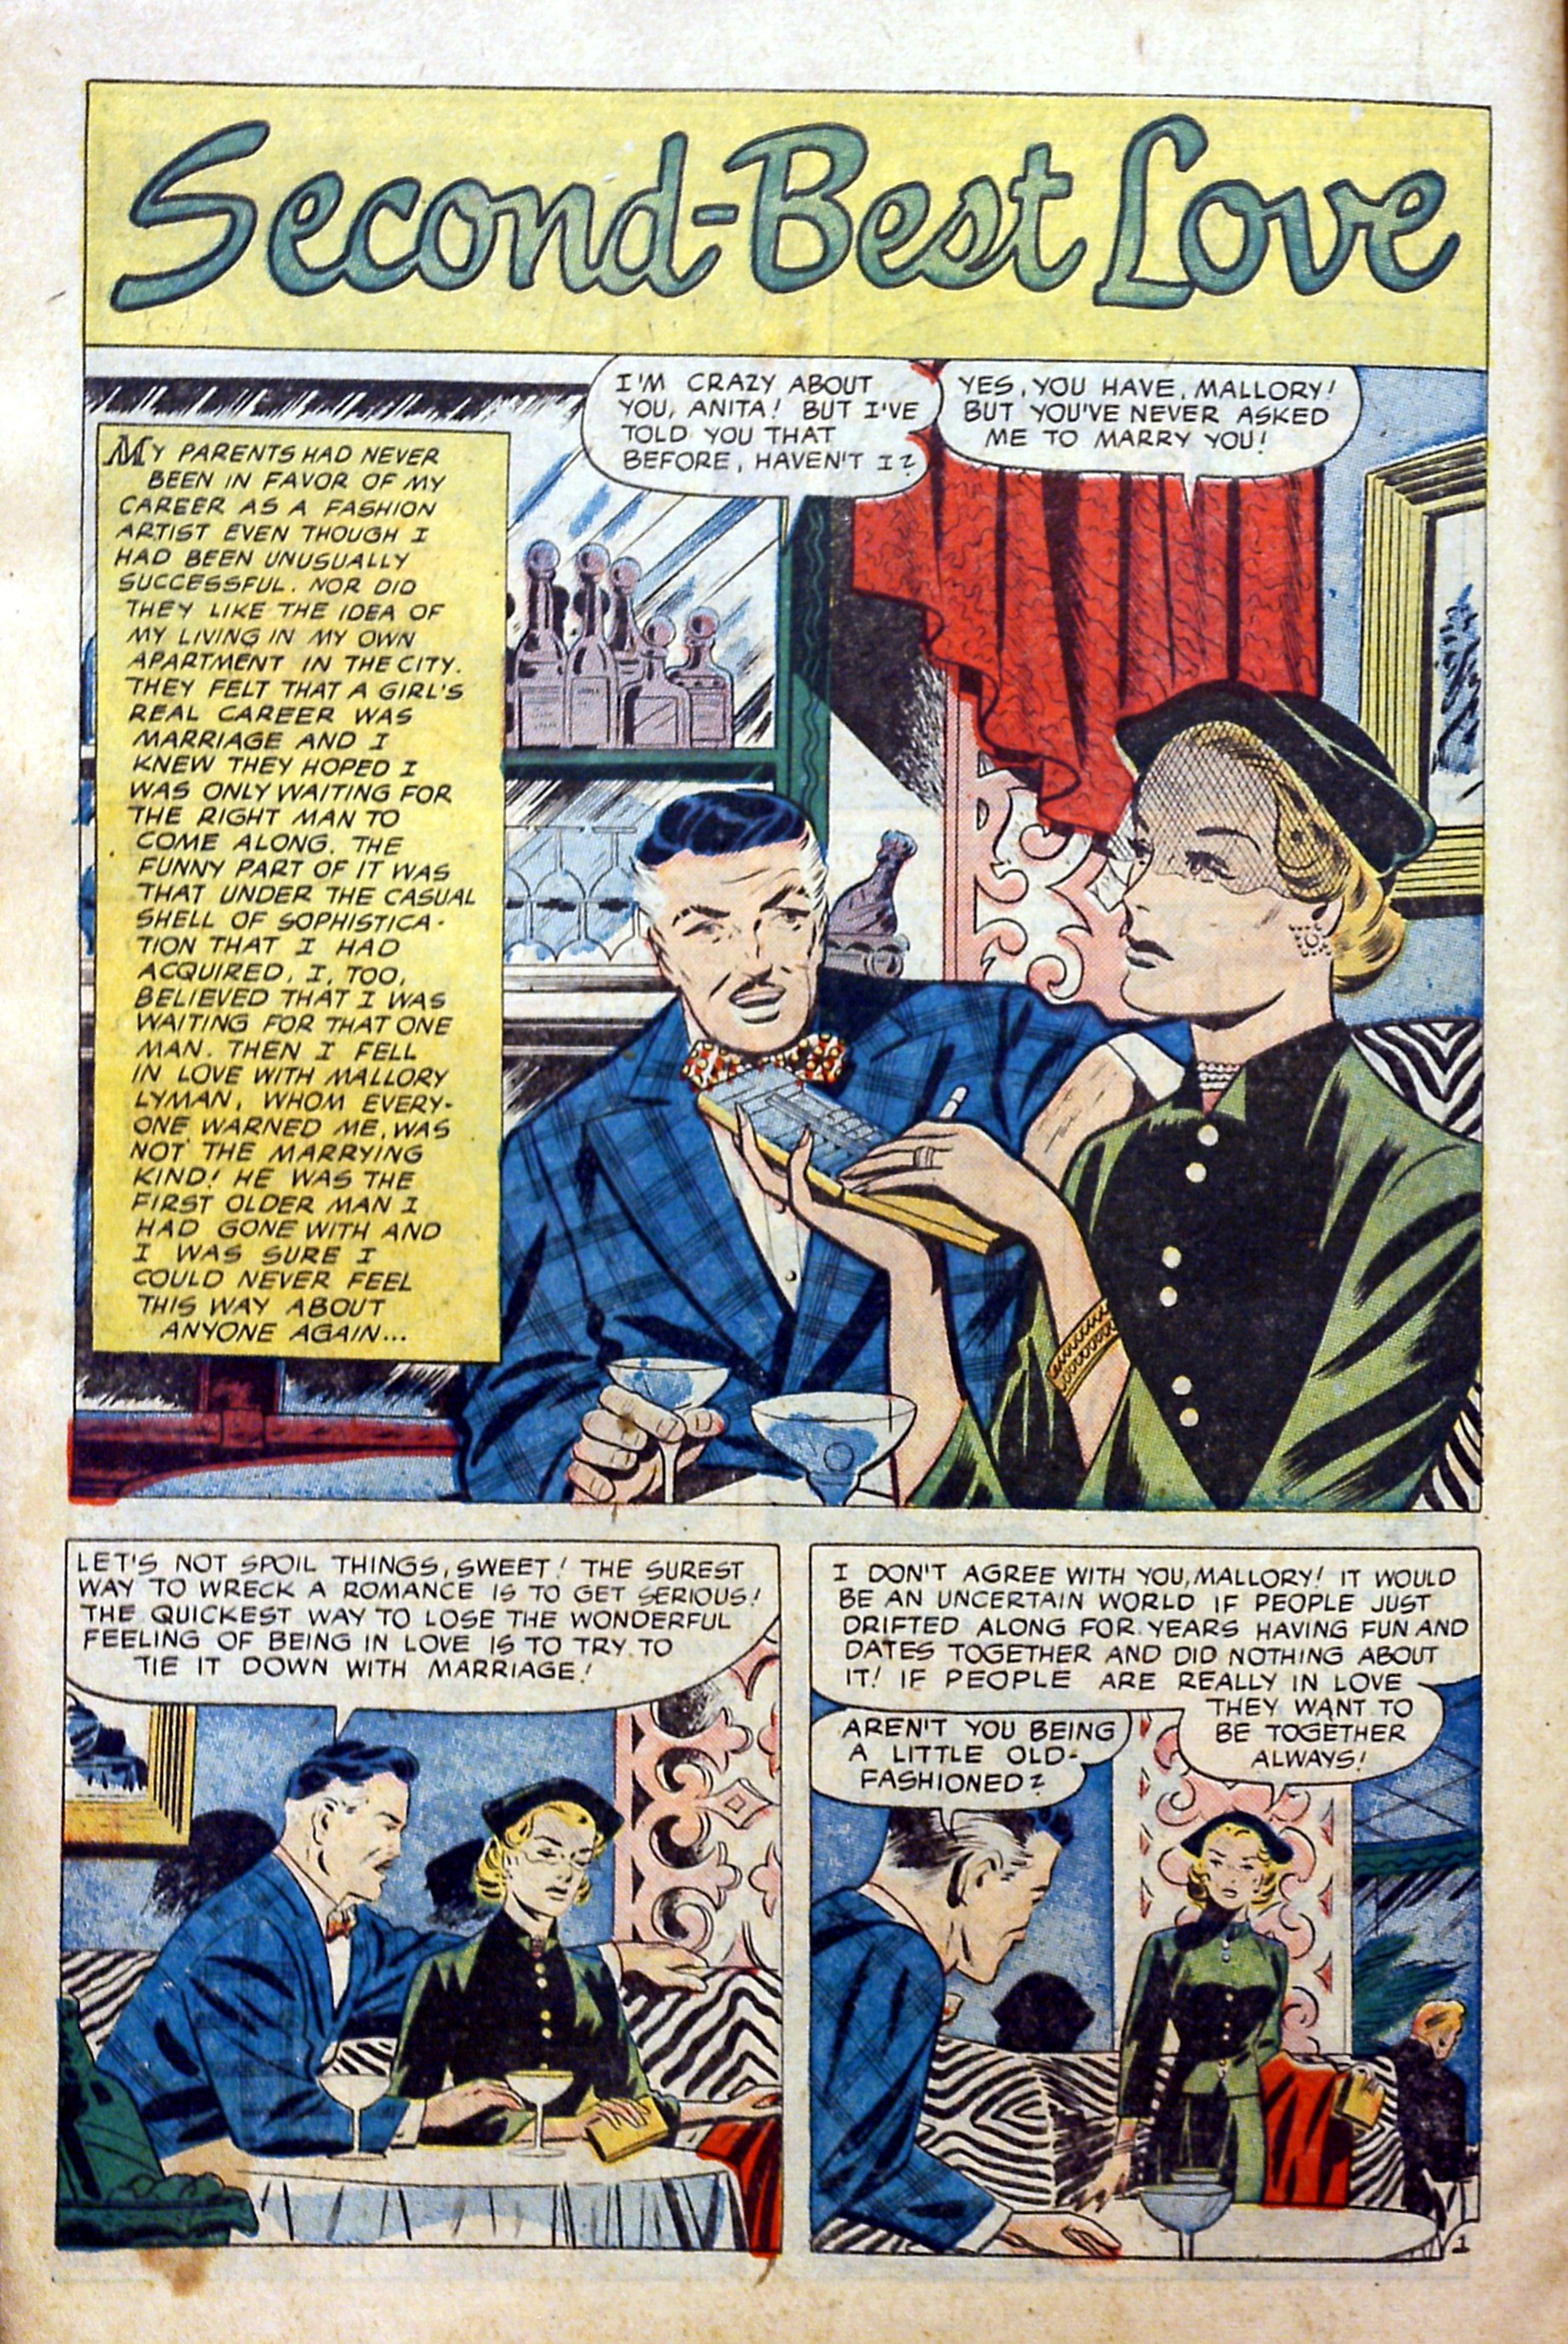 Second-Best Love
MY PARENTS HAD NEVER
BEEN IN FAVOR OF MY
CAREER AS A FASHION
ARTIST EVEN THOUGH I
HAD BEEN UNUSUALLY
SUCCESSFUL. NOR DID
THEY LIKE THE IDEA OF
MY LIVING IN MY OWN
APARTMENT IN THE CITY.
THEY FELT THAT A GIRL'S
REAL CAREER WAS
MARRIAGE AND I
KNEW THEY HOPED I
WAS ONLY WAITING FOR
THE RIGHT MAN TO
COME ALONG. THE
FUNNY PART OF IT WAS
THAT UNDER THE CASUAL
SHELL OF SOPHISTICA-
TION THAT I HAD
ACQUIRED, I, TOO,
BELIEVED THAT I WAS
WAITING FOR THAT ONE
MAN. THEN I FELL
IN LOVE WITH MALLORY
LYMAN, WHOM EVERY-
ONE WARNED ME, WAS
NOT THE MARRYING
KIND! HE WAS THE
FIRST OLDER MAN I
HAD GONE WITH AND
I WAS SURE I
COULD NEVER FEEL
THIS WAY ABOUT
ANYONE AGAIN...
I'M CRAZY ABOUT
YOU, ANITA! BUT I'VE
TOLD YOU THAT
BEFORE, HAVEN'T I?
YES, YOU HAVE, MALLORY!
BUT YOU'VE NEVER ASKED
ME TO MARRY YOU!
LET'S NOT SPOIL THINGS, SWEET! THE SUREST
WAY TO WRECK A ROMANCE IS TO GET SERIOUS!
THE QUICKEST WAY TO LOSE THE WONDERFUL
FEELING OF BEING IN LOVE IS TO TRY TO
TIE IT DOWN WITH MARRIAGE!
I DON'T AGREE WITH YOU, MALLORY! IT WOULD
BE AN UNCERTAIN WORLD IF PEOPLE JUST
DRIFTED ALONG FOR YEARS HAVING FUN AND
DATES TOGETHER AND DID NOTHING ABOUT
IT! IF PEOPLE ARE REALLY IN LOVE
THEY WANT TO
BE TOGETHER
ALWAYS!
AREN'T YOU BEING
A LITTLE OLD-
FASHIONED?
1